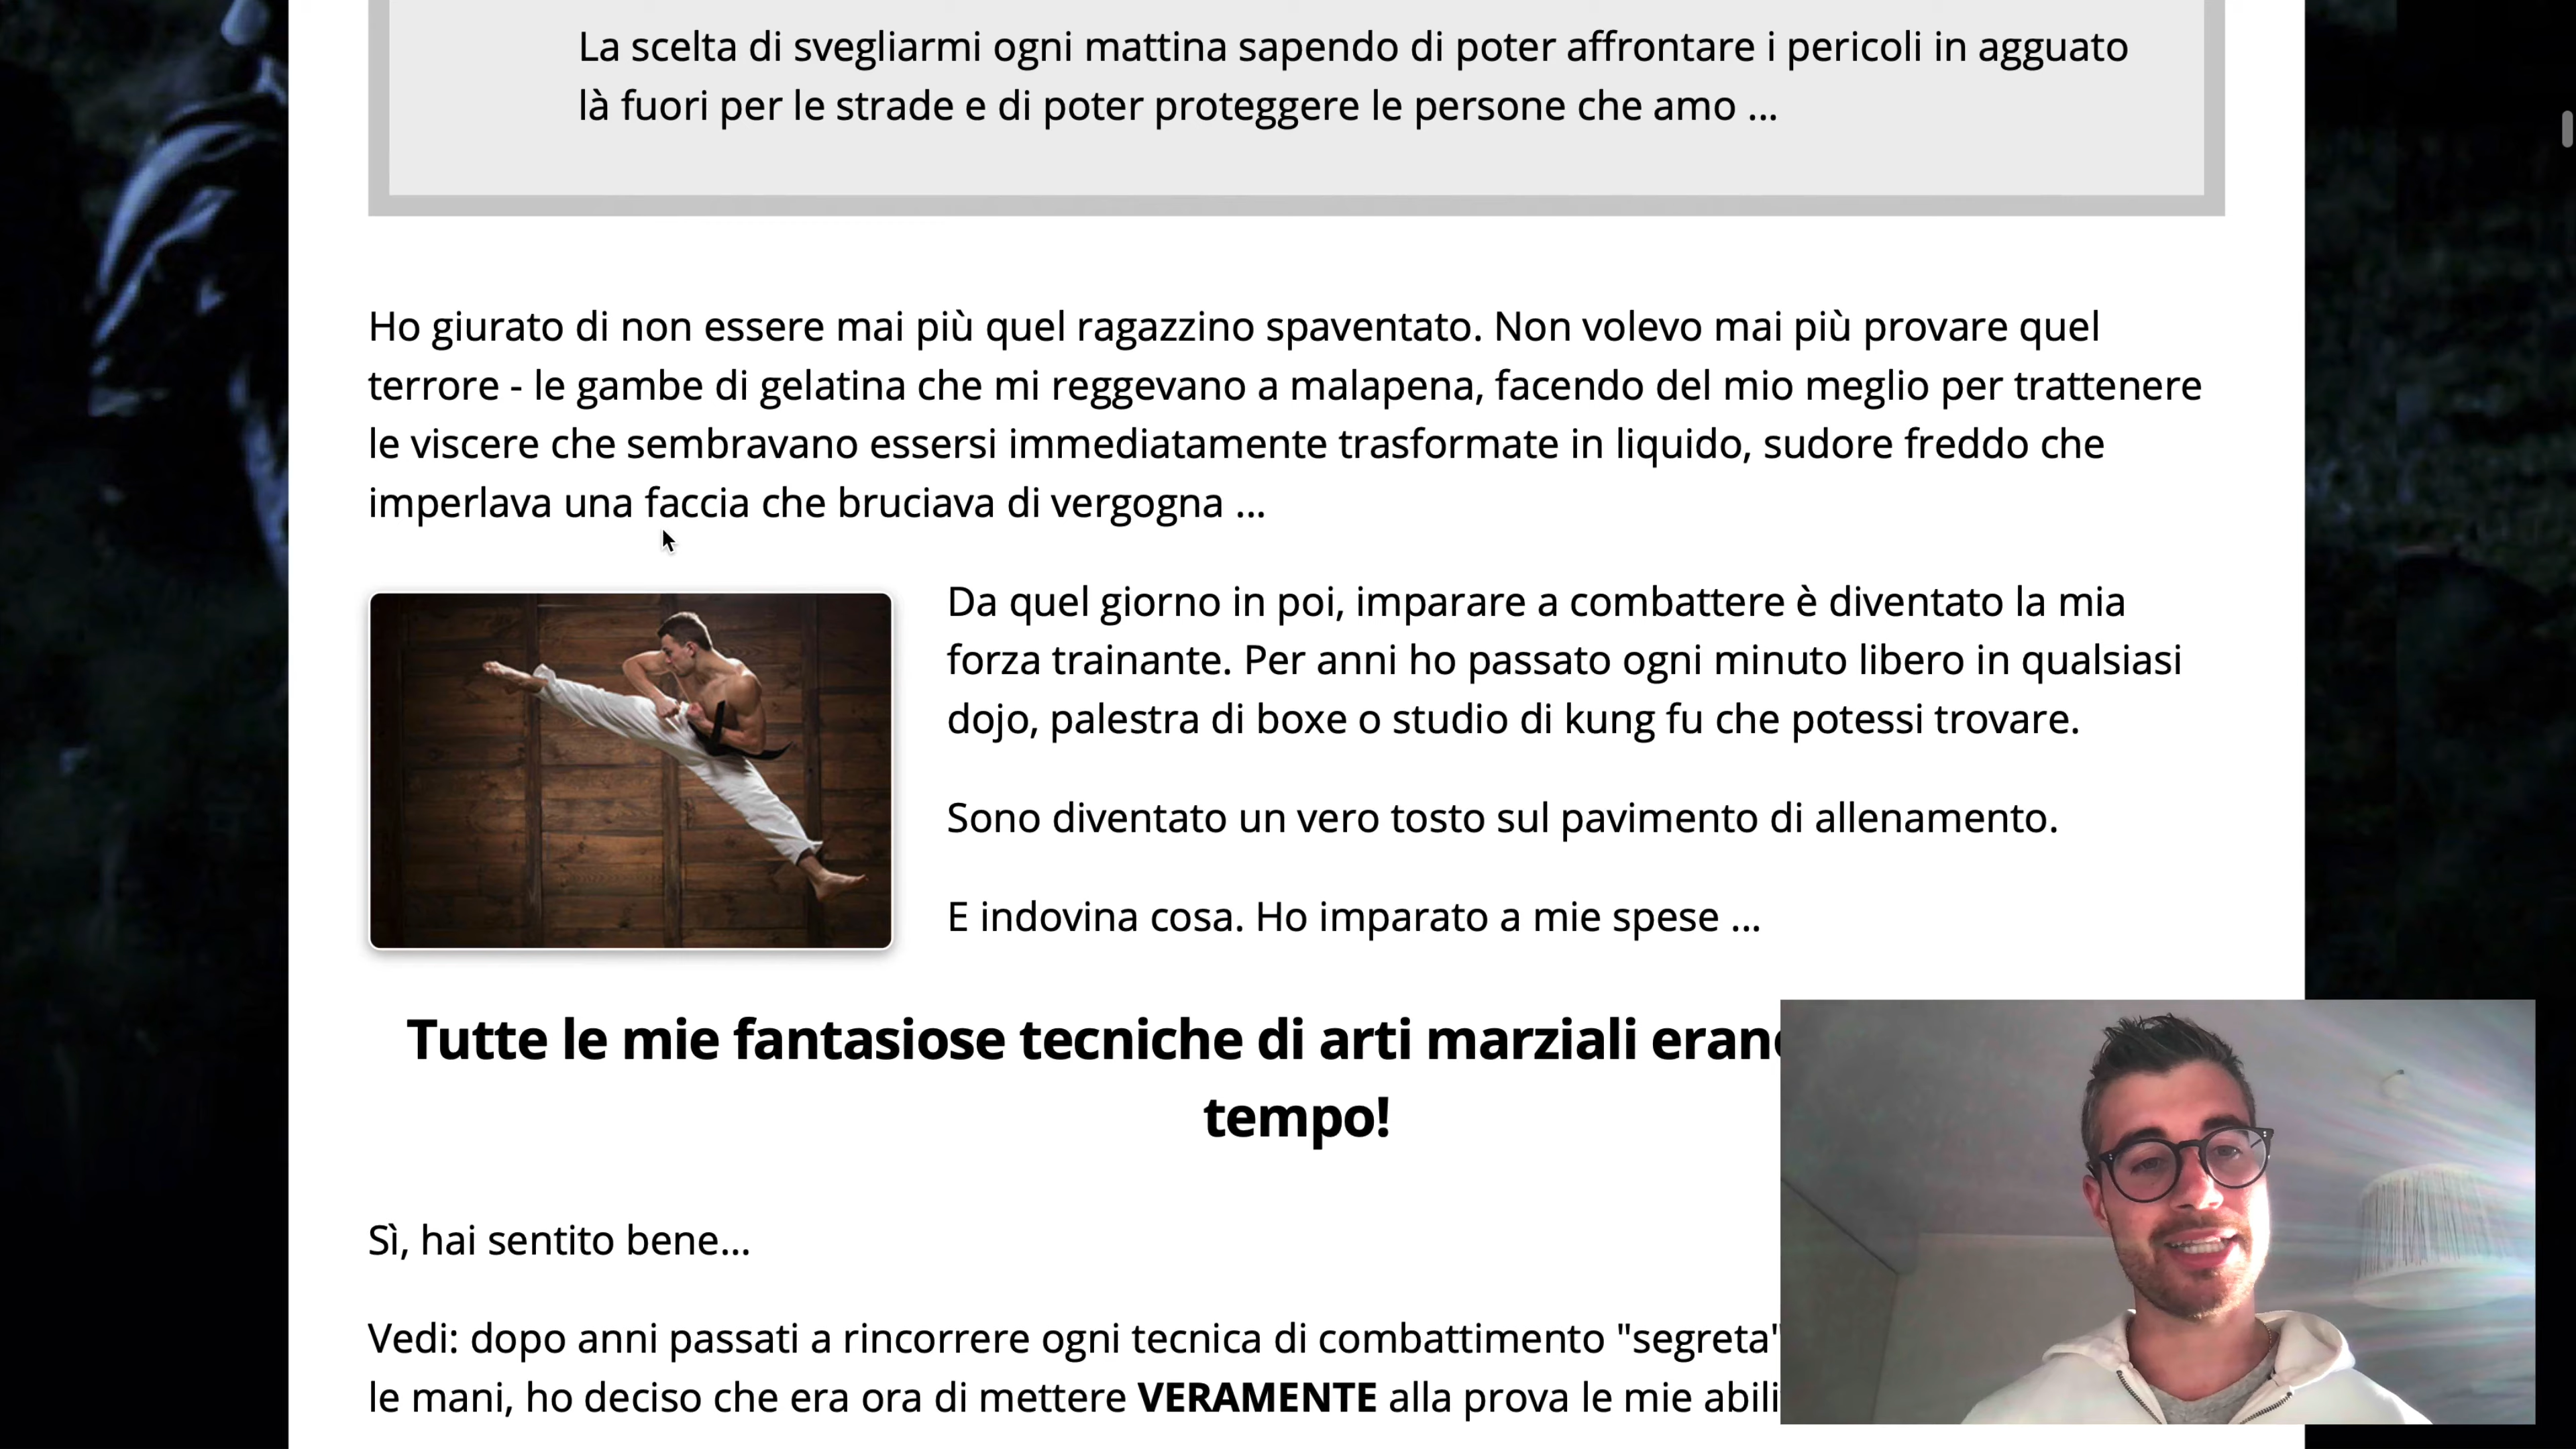 La scelta di svegliarmi ogni mattina sapendo di poter affrontare i pericoli in agguato
là fuori per le strade e di poter proteggere le persone che amo ...
Ho giurato di non essere mai più quel ragazzino spaventato. Non volevo mai più provare quel
terrore - le gambe di gelatina che mi reggevano a malapena, facendo del mio meglio per trattenere
le viscere che sembravano essersi immediatamente trasformate in liquido, sudore freddo che
imperlava una faccia che bruciava di vergogna ...
Da quel giorno in poi, imparare a combattere è diventato la mia
forza trainante. Per anni ho passato ogni minuto libero in qualsiasi
dojo, palestra di boxe o studio di kung fu che potessi trovare.
Sono diventato un vero tosto sul pavimento di allenamento.
E indovina cosa. Ho imparato a mie spese ...
Tutte le mie fantasiose tecniche di arti marziali
tempo!
Sì, hai sentito bene...
Vedi: dopo anni passati a rincorrere ogni tecnica di combattimento "segreta"
le mani, ho deciso che era ora di mettere VERAMENTE alla prova le mie